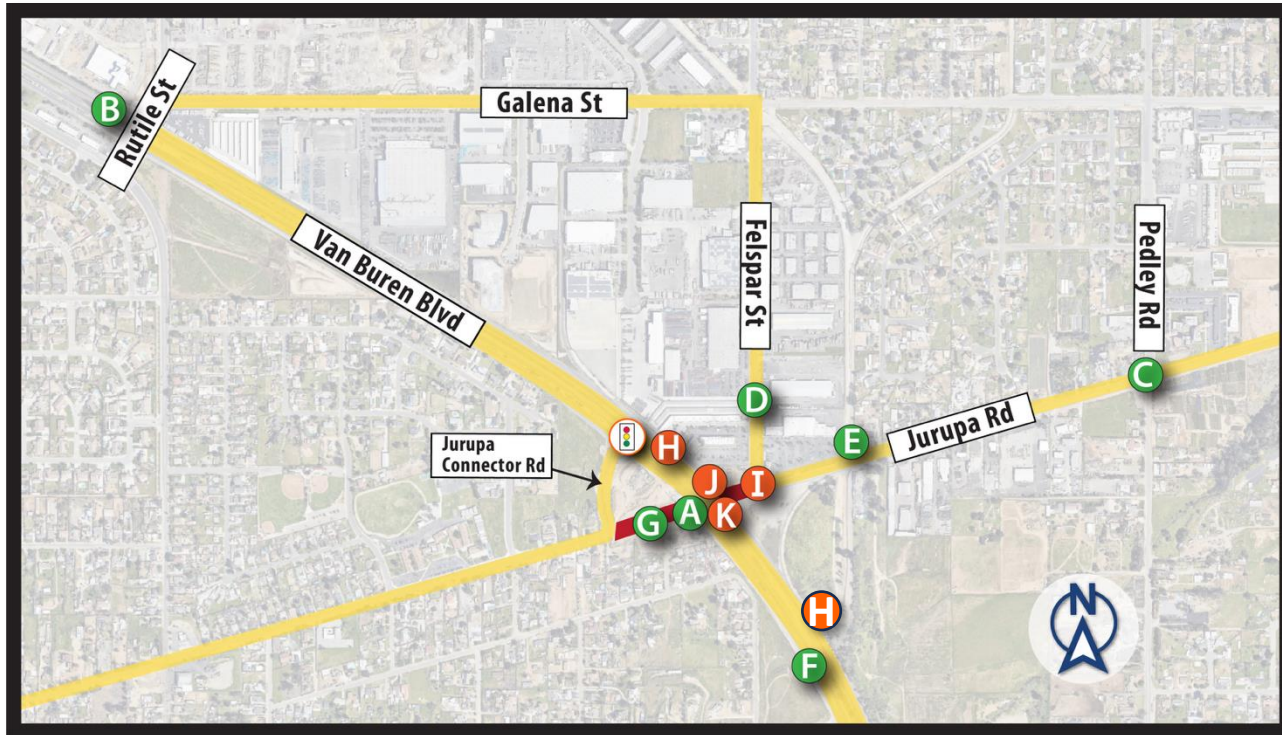 B
Rutile St
Galena St
Van Buren Blvd
Felspar St
Pedley Rd
C
D
Jurupa Rd
E
H
Jurupa
Connector Rd
J
I
G
A
K
H
F
N